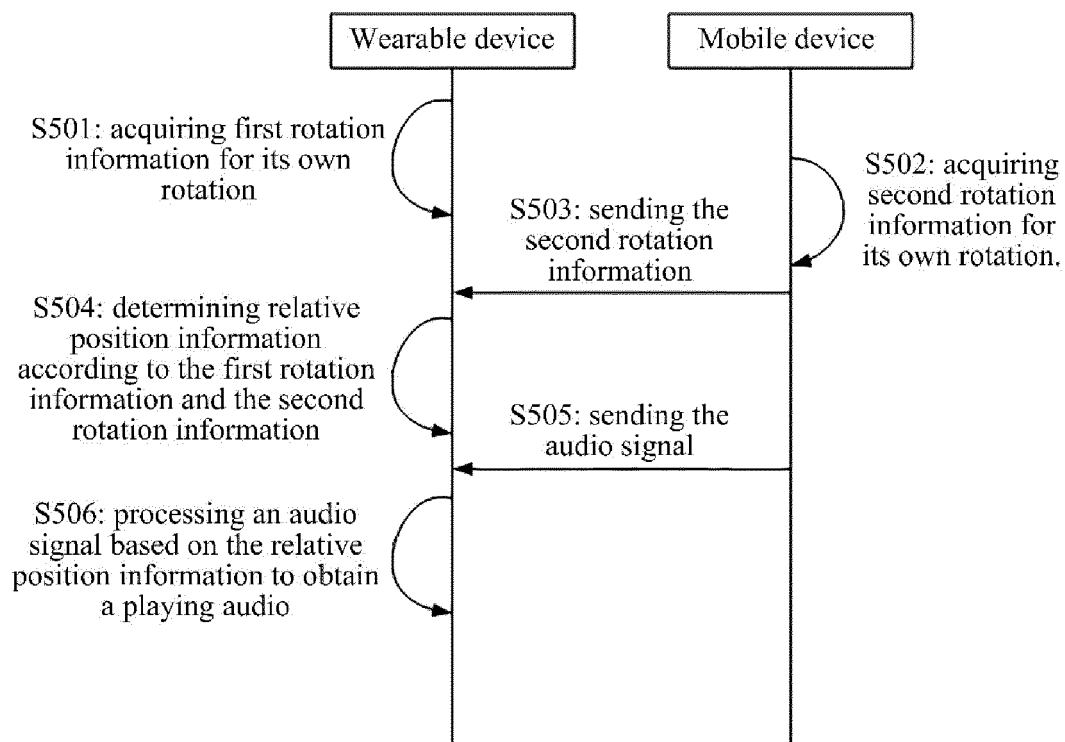 Wearable device
Mobile device
S501: acquiring first rotation
information for its own
rotation
S502: acquiring
second rotation
information for
its own rotation.
S503: sending the
second rotation
information
S504: determining relative
position information
according to the first rotation
information and the second
rotation information
S505: sending the
audio signal
S506: processing an audio
signal based on the relative
position information to obtain
a playing audio